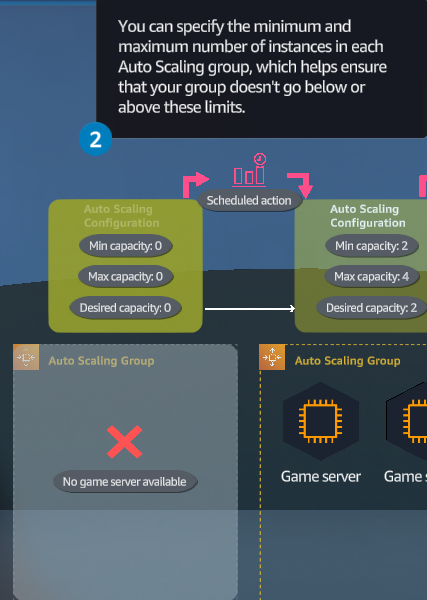 You can specify the minimum and
maximum number of instances in each
Auto Scaling group, which helps ensure
that your group doesn't go below or
above these limits.
2
Scheduled action
Auto Scaling
Configuration
Min capacity: 0
Max capacity: 0
Desired capacity: 0
Auto Scaling
Configuration
Min capacity: 2
Max capacity: 4
Desired capacity: 2
Auto Scaling Group
No game server available
Auto Scaling Group
Game server
Game s